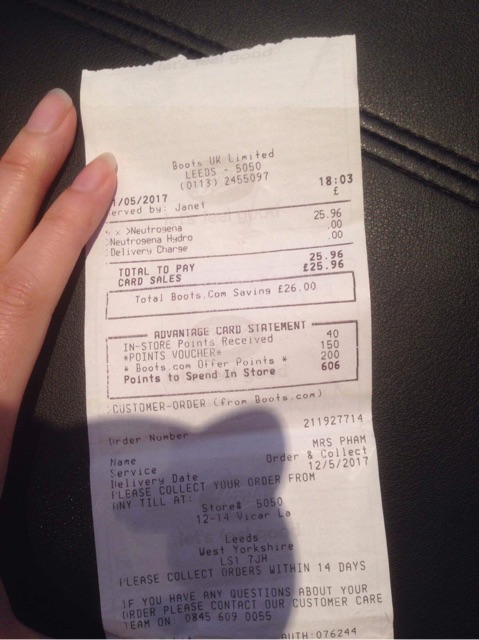 Boots UK Limited
LEEDS - 5050
(0113) 2455097
/05/2017 18:03
erved by: Janet £
x >Neutrogena 25.96
Neutrogena Hydro .00
Delivery Charge .00
25.96
TOTAL TO PAY £25.96
CARD SALES
Total Boots.Com Saving £26.00
ADVANTAGE CARD STATEMENT
IN-STORE Points Received 40
*POINTS VOUCHER* 150
* Boots.com Offer Points * 200
Points to Spend In Store 606
CUSTOMER-ORDER (from Boots.com)
Order Number 211927714
Name MRS PHAM
Service Order & Collect
Delivery Date 12/5/2017
PLEASE COLLECT YOUR ORDER FROM
ANY TILL AT:
Store# 5050
12-14 Vicar La
Leeds
West Yorkshire
LS1 7JH
PLEASE COLLECT ORDERS WITHIN 14 DAYS
IF YOU HAVE ANY QUESTIONS ABOUT YOUR
ORDER PLEASE CONTACT OUR CUSTOMER CARE
TEAM ON 0845 609 0055
AUTH:076244